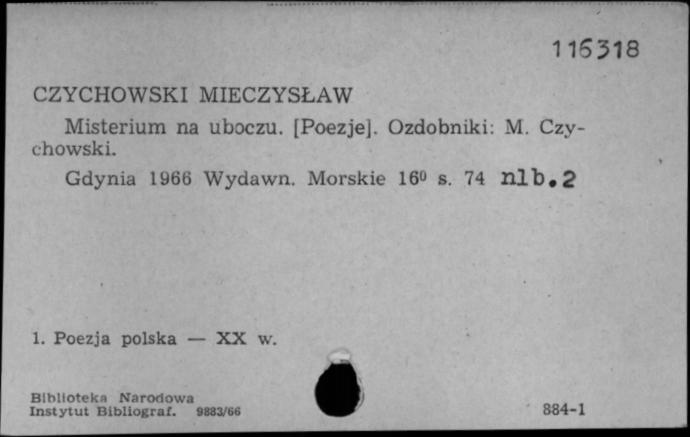 116318
CZYCHOWSKI MIECZYSŁAW
Misterium na uboczu. [Poezje]. Ozdobniki: M. Czy-
chowski.
Gdynia 1966 Wydawn. Morskie 16⁰ s. 74 nlb.2
1. Poezja polska — XX w.
Biblioteka Narodowa
Instytut Bibliograf. 9883/66
884-1